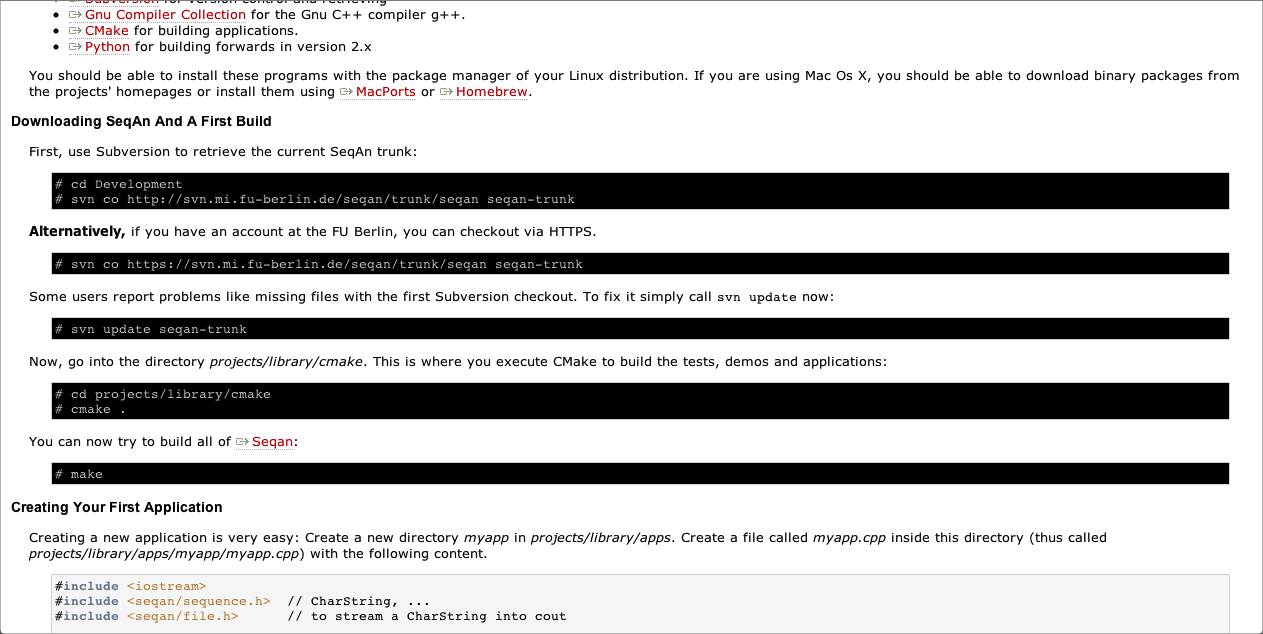 Subversion for version control and retrieving
Gnu Compiler Collection for the Gnu C++ compiler g++.
CMake for building applications.
Python for building forwards in version 2.x
You should be able to install these programs with the package manager of your Linux distribution. If you are using Mac Os X, you should be able to download binary packages from
the projects' homepages or install them using MacPorts or Homebrew.
Downloading SeqAn And A First Build
First, use Subversion to retrieve the current SeqAn trunk:
# cd Development
# svn co http://svn.mi.fu-berlin.de/seqan/trunk/seqan seqan-trunk
Alternatively, if you have an account at the FU Berlin, you can checkout via HTTPS.
# svn co https://svn.mi.fu-berlin.de/seqan/trunk/seqan seqan-trunk
Some users report problems like missing files with the first Subversion checkout. To fix it simply call svn update now:
# svn update seqan-trunk
Now, go into the directory projects/library/cmake. This is where you execute CMake to build the tests, demos and applications:
# cd projects/library/cmake
# cmake .
You can now try to build all of Seqan:
# make
Creating Your First Application
Creating a new application is very easy: Create a new directory myapp in projects/library/apps. Create a file called myapp.cpp inside this directory (thus called
projects/library/apps/myapp/myapp.cpp) with the following content.
#include <iostream>
#include <seqan/sequence.h>  // CharString, ...
#include <seqan/file.h>      // to stream a CharString into cout